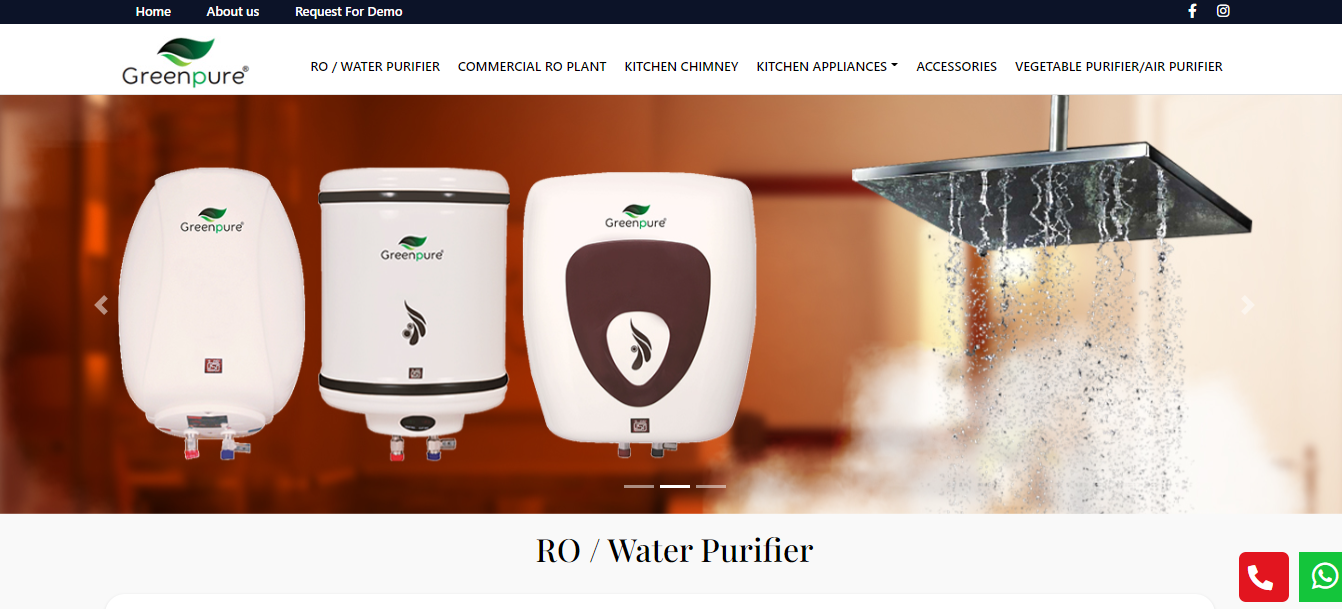 Home About us Request For Demo
Greenpure®
RO / WATER PURIFIER COMMERCIAL RO PLANT KITCHEN CHIMNEY KITCHEN APPLIANCES ACCESSORIES VEGETABLE PURIFIER/AIR PURIFIER
Greenpure®
Greenpure®
Greenpure®
RO / Water Purifier